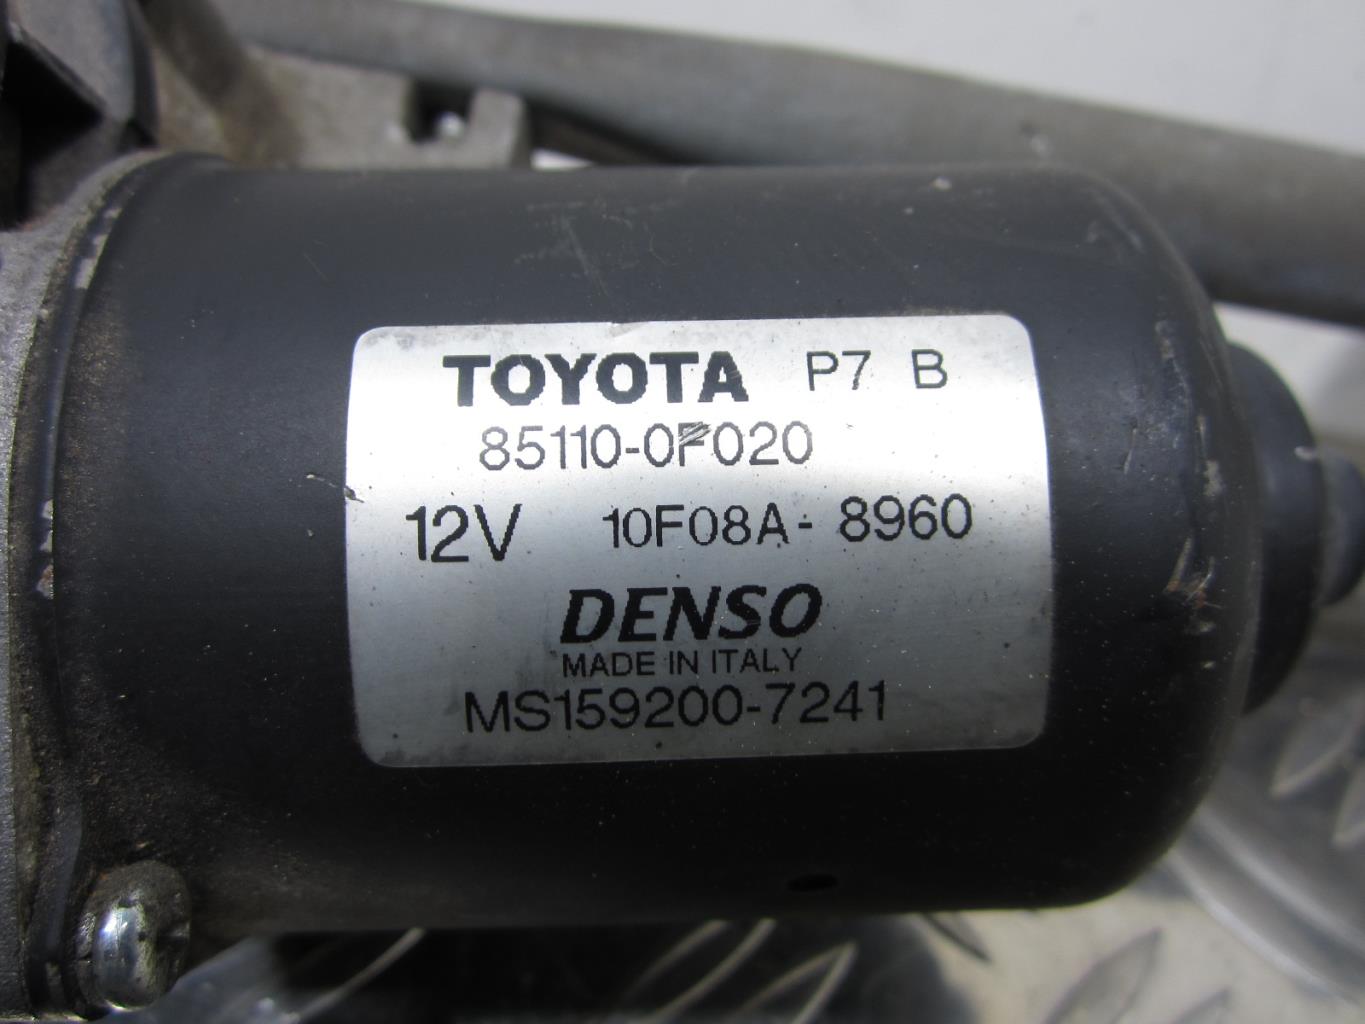 TOYOTA P7 B
85110-0F020
12V 10F08A-8960
DENSO
MADE IN ITALY
MS159200-7241